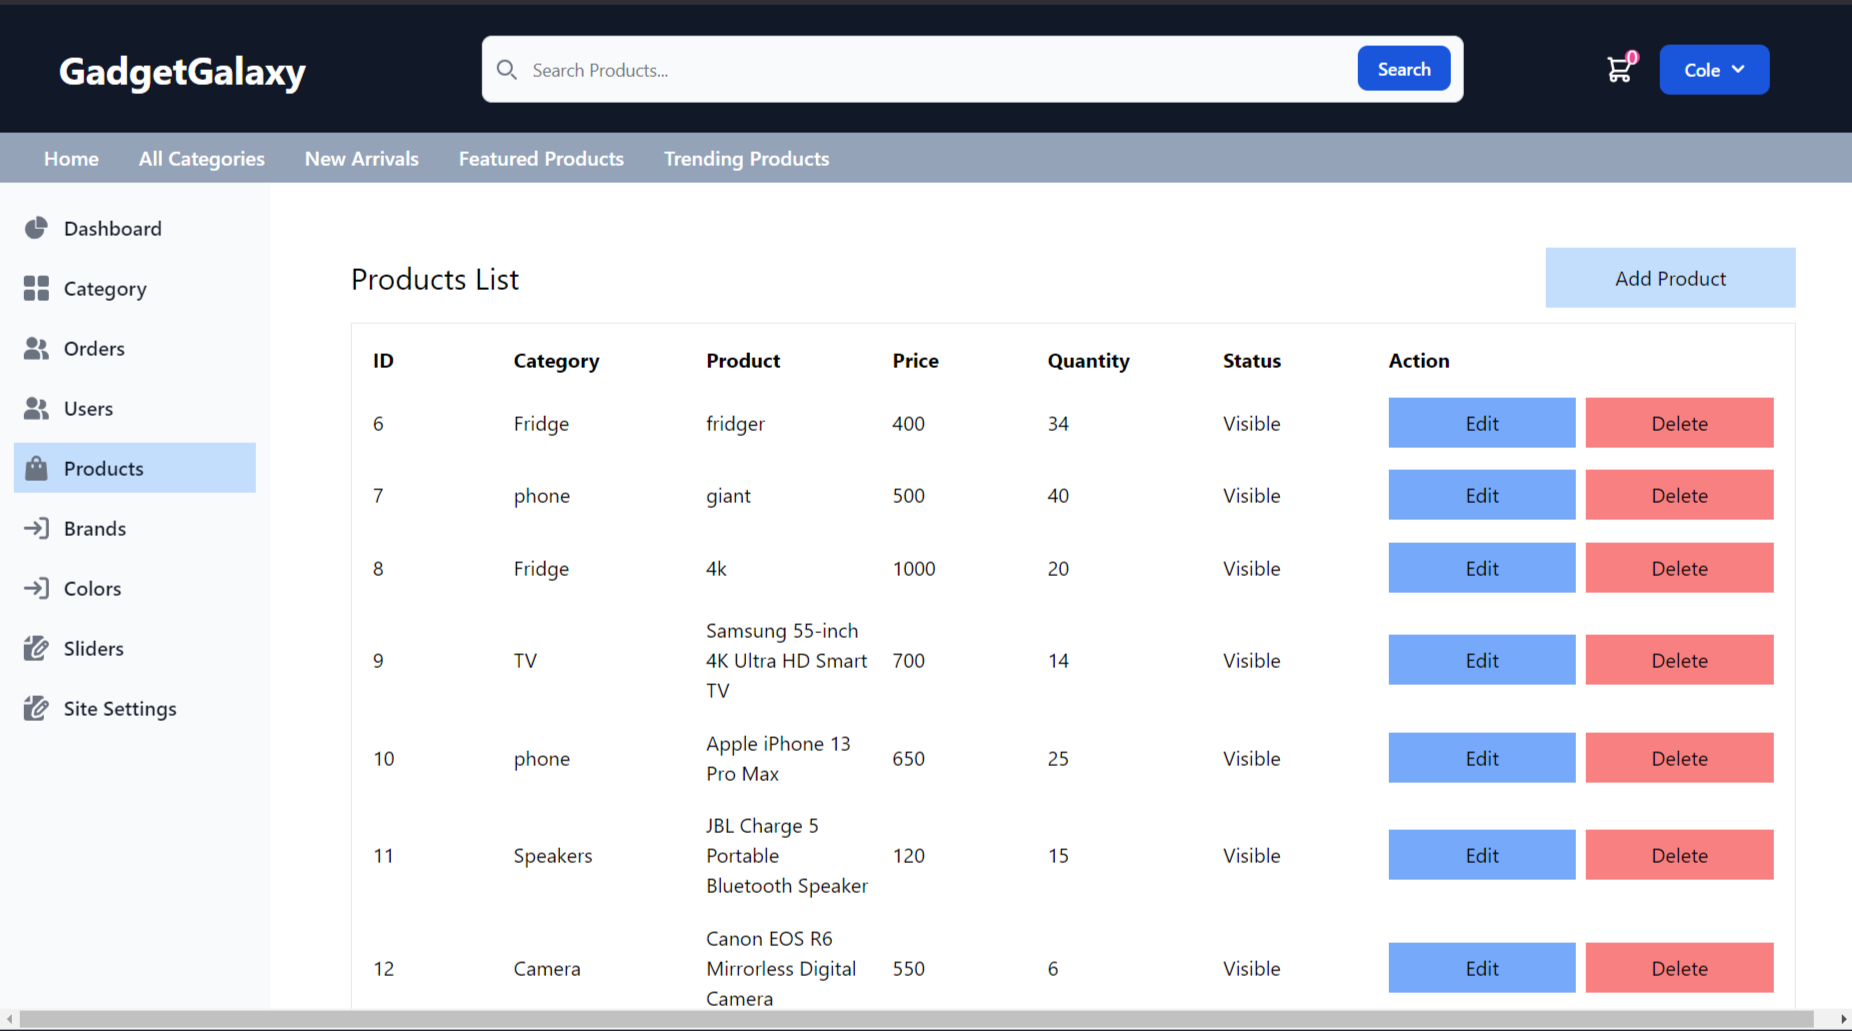 GadgetGalaxy
Search Products...
Search
0
Cole
Home All Categories New Arrivals Featured Products Trending Products
Dashboard
Category
Orders
Users
Products
Brands
Colors
Sliders
Site Settings
Products List
Add Product
ID Category Product Price Quantity Status Action
6 Fridge fridger 400 34 Visible Edit Delete
7 phone giant 500 40 Visible Edit Delete
8 Fridge 4k 1000 20 Visible Edit Delete
Samsung 55-inch
9 TV 4K Ultra HD Smart 700 14 Visible Edit Delete
TV
Apple iPhone 13
10 phone 650 25 Visible Edit Delete
Pro Max
JBL Charge 5
11 Speakers Portable 120 15 Visible Edit Delete
Bluetooth Speaker
Canon EOS R6
12 Camera Mirrorless Digital 550 6 Visible Edit Delete
Camera